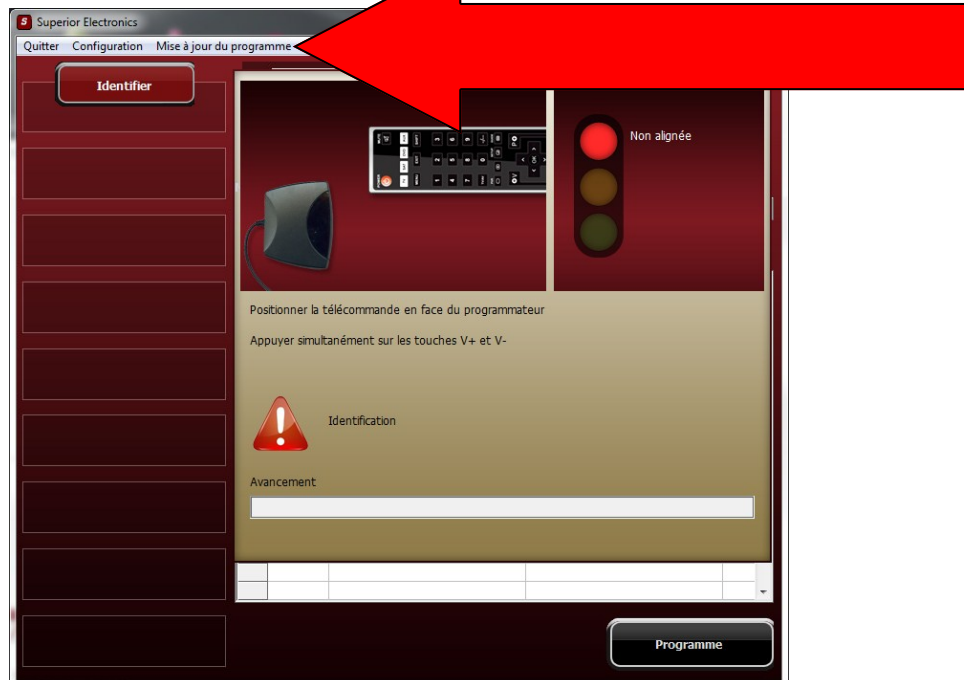 Superior Electronics
Quitter Configuration Mise à jour du programme
Identifier
Non alignée
Positionner la télécommande en face du programmateur
Appuyer simultanément sur les touches V+ et V-
Identification
Avancement
Programme